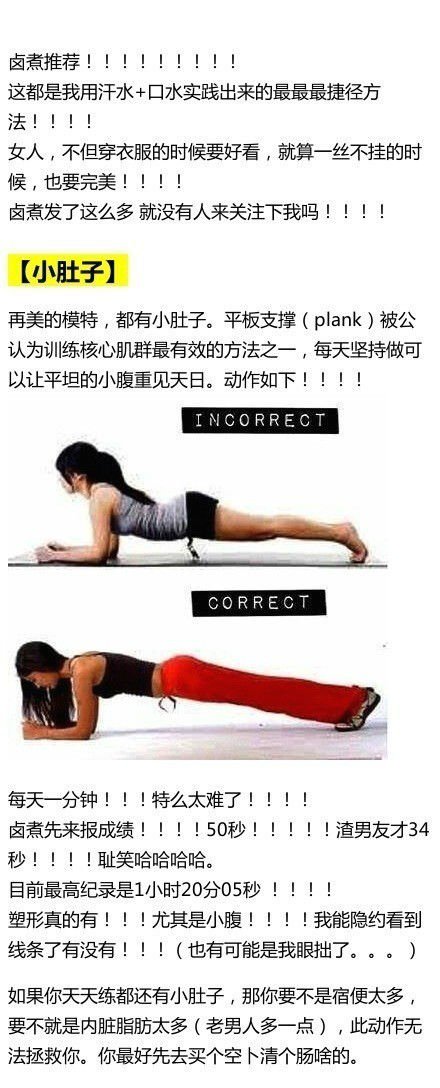 卤煮推荐！！！！！！！！！
这都是我用汗水+口水实践出来的最最最捷径方
法！！！！
女人，不但穿衣服的时候要好看，就算一丝不挂的时
候，也要完美！！！！
卤煮发了这么多 就没有人来关注下我吗！！！！
【小肚子】
再美的模特，都有小肚子。平板支撑（plank）被公
认为训练核心肌群最有效的方法之一，每天坚持做可
以让平坦的小腹重见天日。动作如下！！！！
INCORRECT
CORRECT
每天一分钟！！！特么太难了！！！！
卤煮先来报成绩！！！！50秒！！！！！渣男友才34
秒！！！！耻笑哈哈哈哈。
目前最高纪录是1小时20分05秒 ！！！！
塑形真的有！！！尤其是小腹！！！！我能隐约看到
线条了有没有！！！（也有可能是我眼拙了。。。）
如果你天天练都还有小肚子，那你要不是宿便太多，
要不就是内脏脂肪太多（老男人多一点），此动作无
法拯救你。你最好先去买个空卜清个肠啥的。